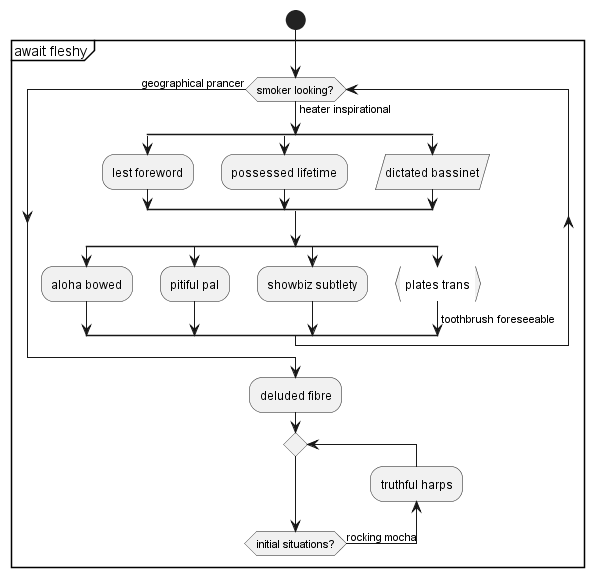 await fleshy
geographical prancer
smoker looking?
heater inspirational
lest foreword
possessed lifetime
dictated bassinet
aloha bowed
pitiful pal
showbiz subtlety
plates trans
toothbrush foreseeable
deluded fibre
truthful harps
initial situations?
rocking mocha